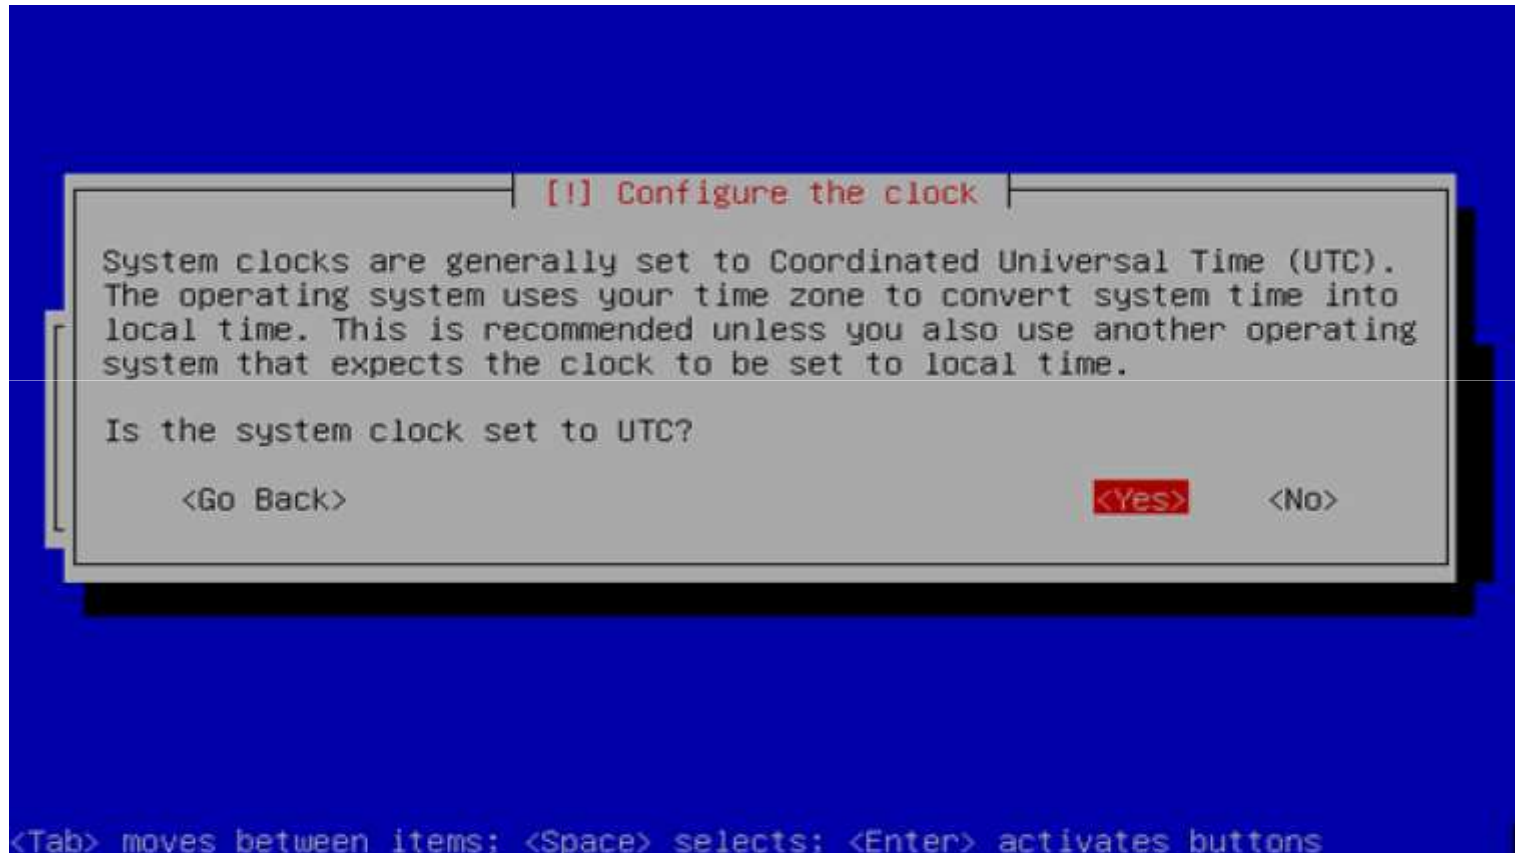 [!] Configure the clock
System clocks are generally set to Coordinated Universal Time (UTC).
The operating system uses your time zone to convert system time into
local time. This is recommended unless you also use another operating
system that expects the clock to be set to local time.
Is the system clock set to UTC?
<Go Back> <Yes> <No>
<Tab> moves between items; <Space> selects; <Enter> activates buttons